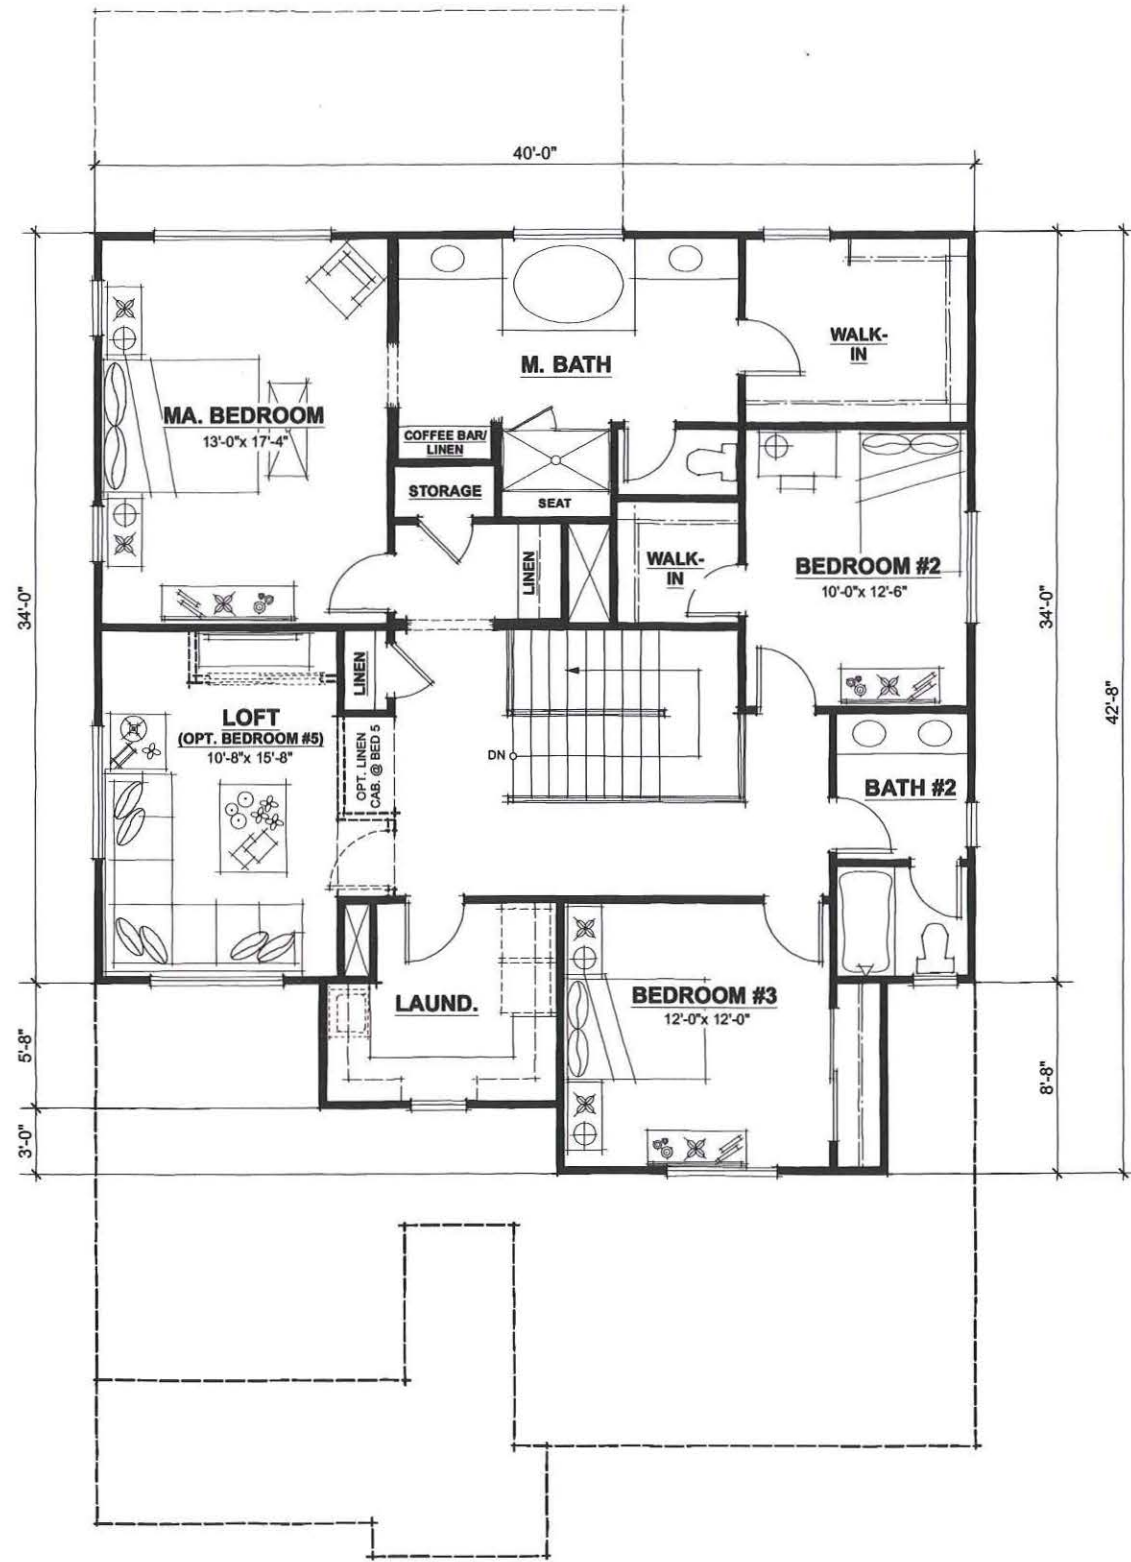 40'-0"
WALK-
IN
M. BATH
MA. BEDROOM
13'-0"x 17'-4"
COFFEE BAR/
LINEN
STORAGE
SEAT
LINEN
WALK-
IN
BEDROOM #2
10'-0"x 12'-6"
34'-0"
34'-0"
42'-8"
LINEN
LOFT
(OPT. BEDROOM #5)
10'-8"x 15'-8"
OPT. LINEN
CAB. @ BED 5
DN
BATH #2
LAUND.
BEDROOM #3
12'-0"x 12'-0"
5'-8"
8'-8"
3'-0"